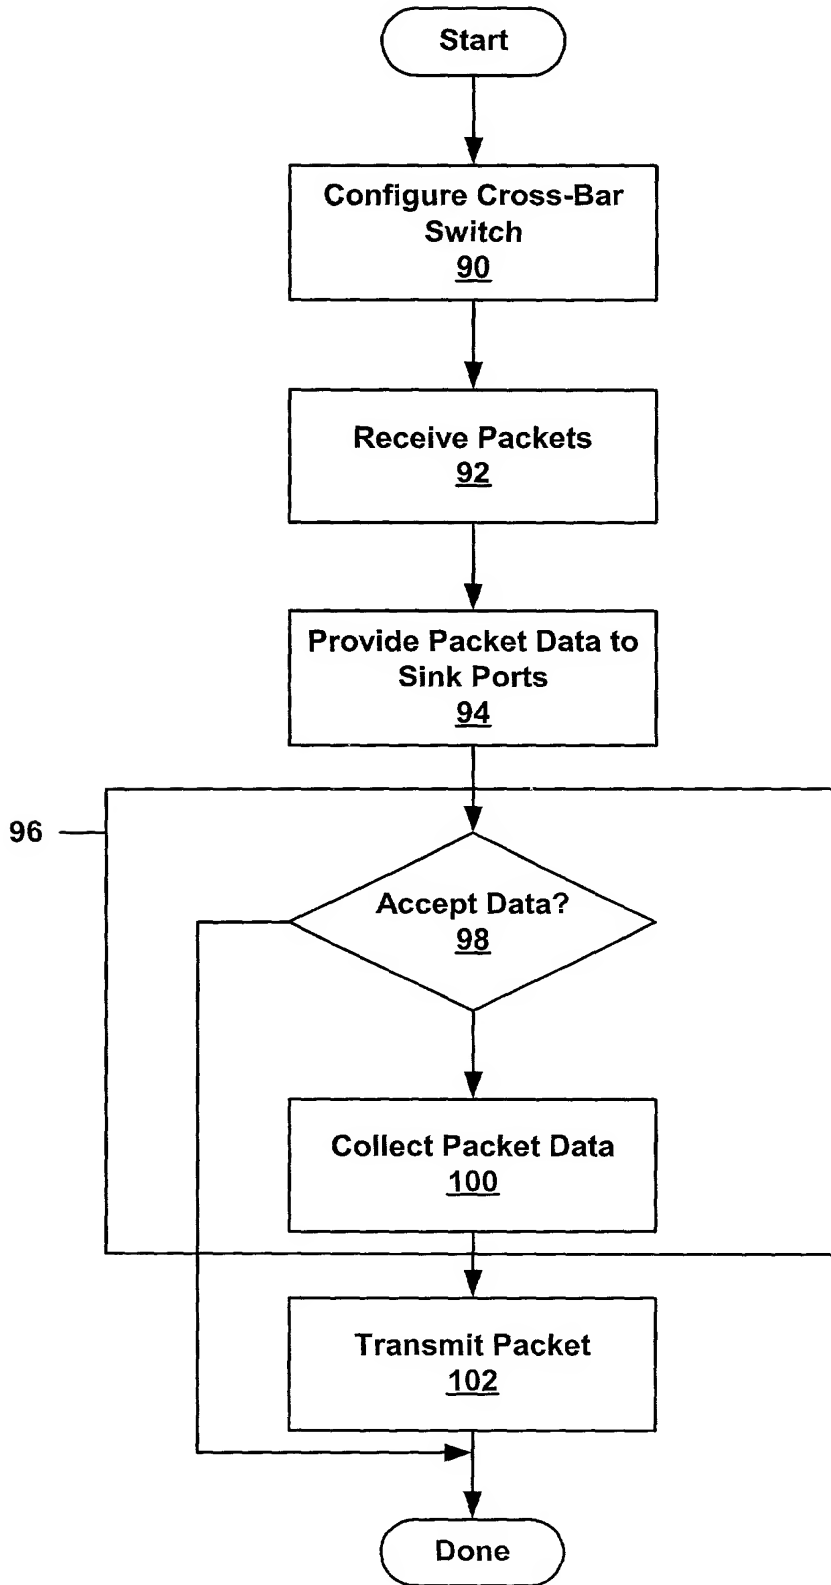 Start
Configure Cross-Bar
Switch
90
Receive Packets
92
Provide Packet Data to
Sink Ports
94
96
Accept Data?
98
Collect Packet Data
100
Transmit Packet
102
Done